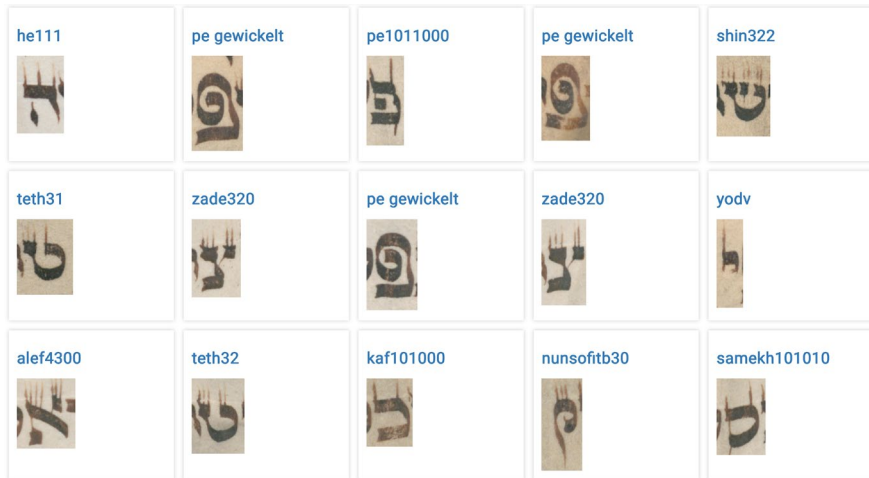 he111 pe gewickelt pe1011000 pe gewickelt shin322
ה פ פ פ ש
teth31 zade320 pe gewickelt zade320 yodv
ט צ פ צ י
alef4300 teth32 kaf101000 nunsofitb30 samekh101010
א ט כ ן ס